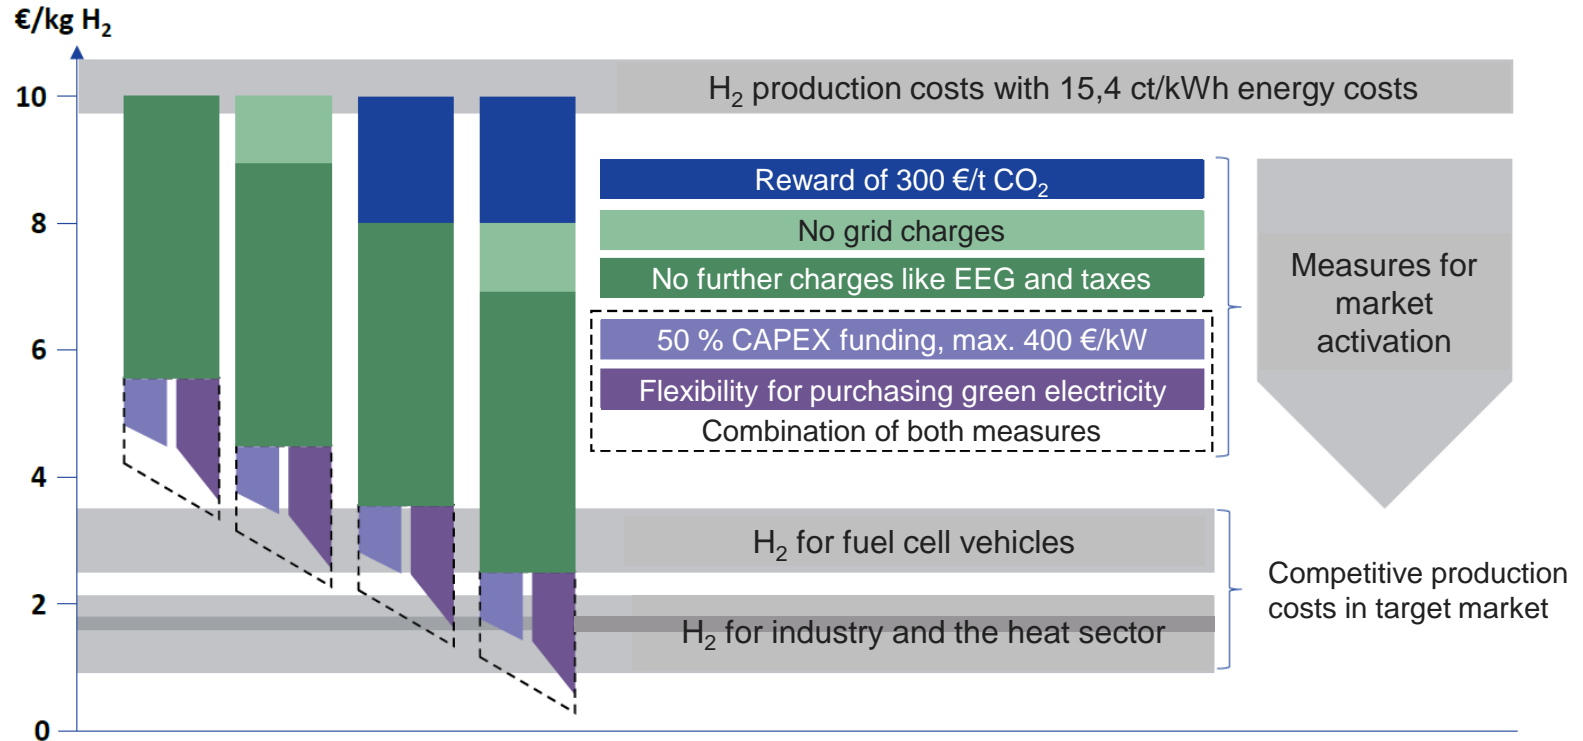 €/kg H₂
10
8
6
4
2
0
H₂ production costs with 15,4 ct/kWh energy costs
Reward of 300 €/t CO₂
No grid charges
No further charges like EEG and taxes
50 % CAPEX funding, max. 400 €/kW
Flexibility for purchasing green electricity
Combination of both measures
Measures for
market
activation
H₂ for fuel cell vehicles
H₂ for industry and the heat sector
Competitive production
costs in target market